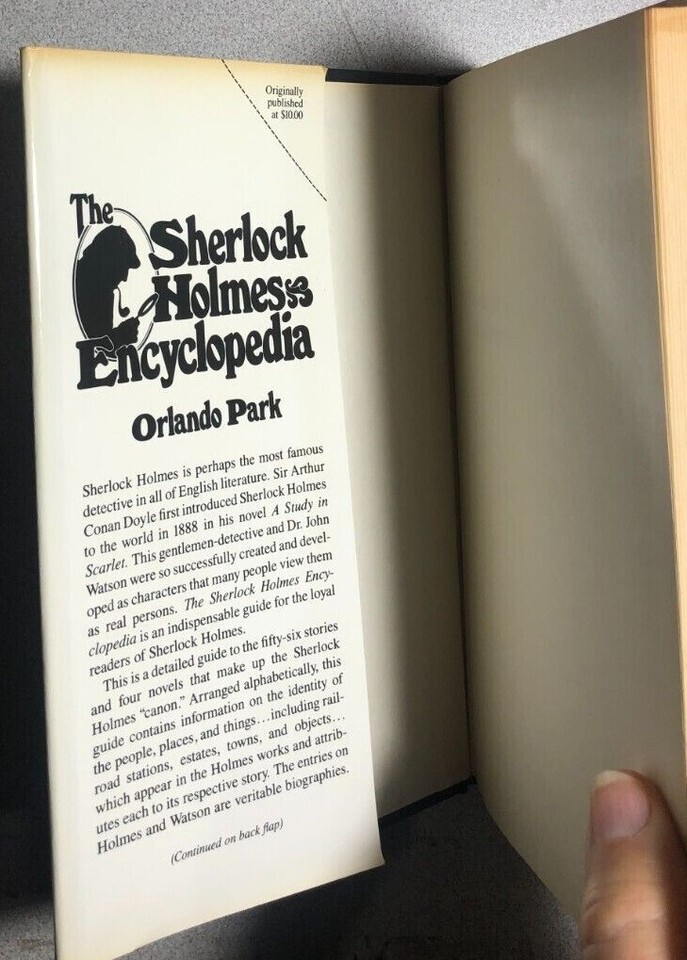 Originally
published
at $10.00
The
Sherlock
Holmes
Encyclopedia
Orlando Park
Sherlock Holmes is perhaps the most famous
detective in all of English literature. Sir Arthur
Conan Doyle first introduced Sherlock Holmes
to the world in 1888 in his novel A Study in
Scarlet. This gentlemen-detective and Dr. John
Watson were so successfully created and devel-
oped as characters that many people view them
as real persons. The Sherlock Holmes Ency-
clopedia is an indispensable guide for the loyal
readers of Sherlock Holmes.
This is a detailed guide to the fifty-six stories
and four novels that make up the Sherlock
Holmes “canon.” Arranged alphabetically, this
guide contains information on the identity of
the people, places, and things...including rail-
road stations, estates, towns, and objects...
which appear in the Holmes works and attrib-
utes each to its respective story. The entries on
Holmes and Watson are veritable biographies.
(Continued on back flap)